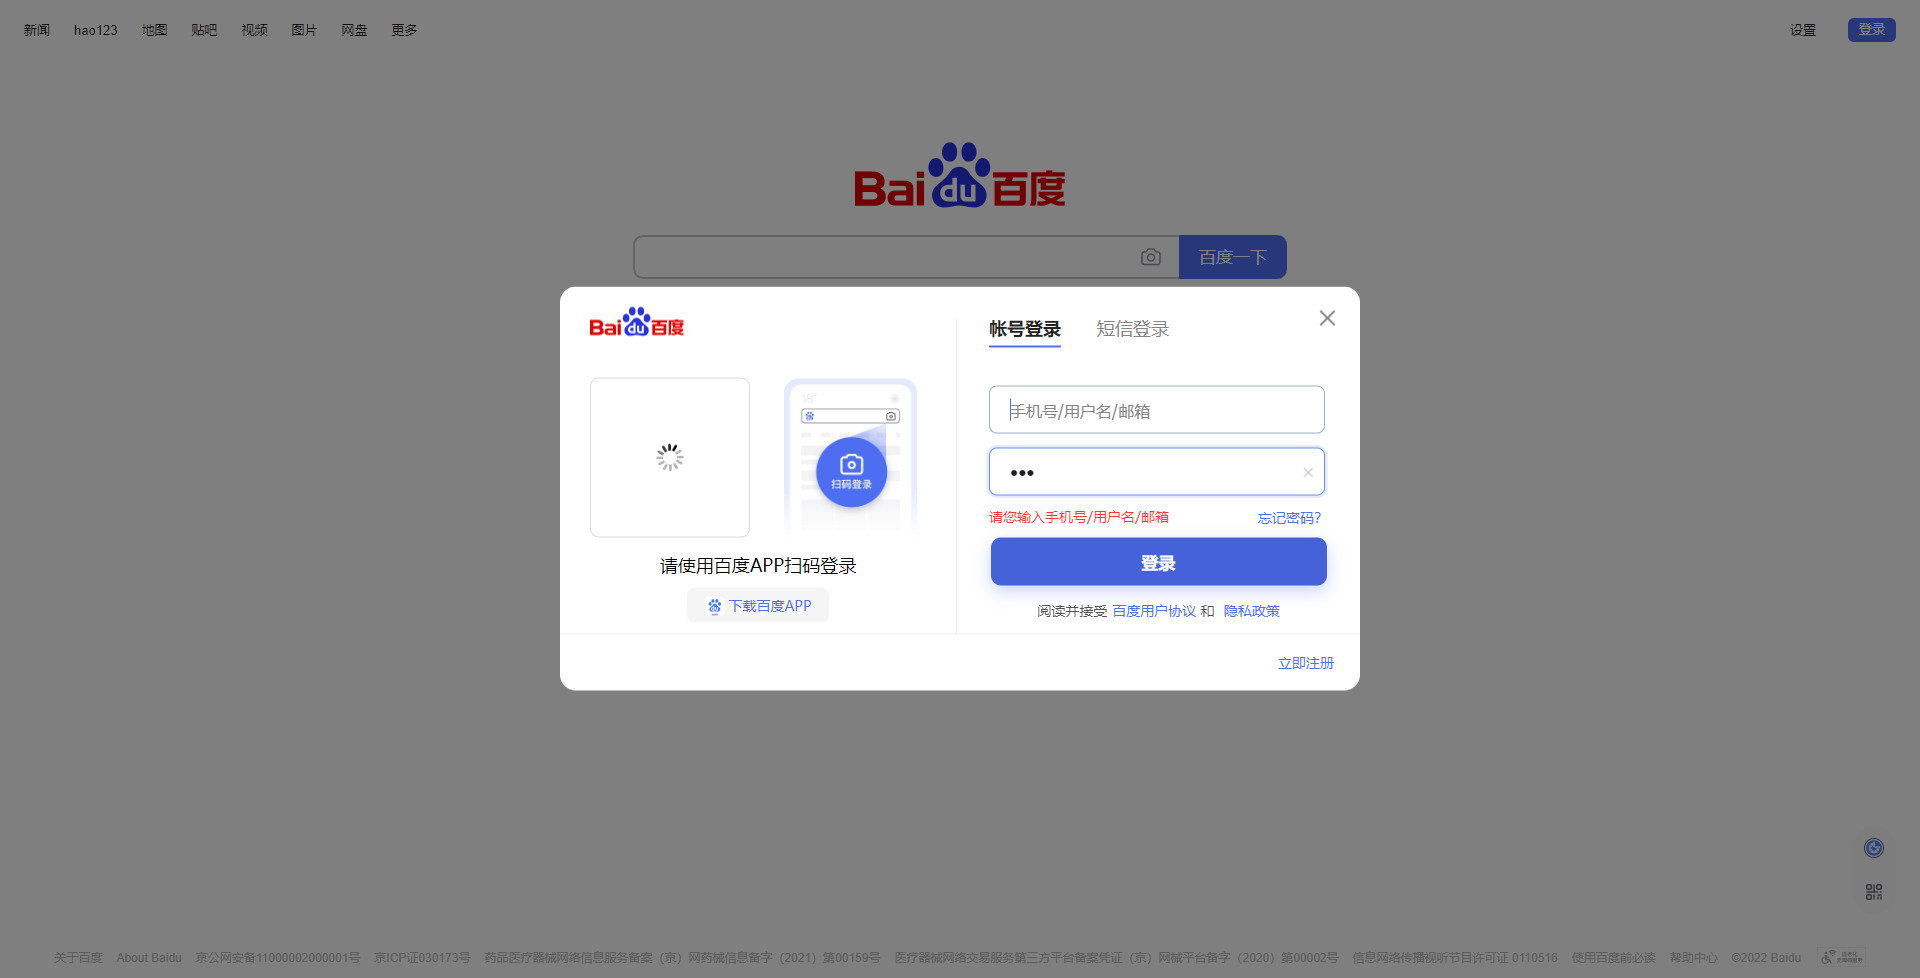 新闻 hao123 地图 贴吧 视频 图片 网盘 更多 设置 登录
Bai du 百度
百度一下
Bai du 百度
帐号登录 短信登录
手机号/用户名/邮箱
18°
扫码登录
请您输入手机号/用户名/邮箱 忘记密码?
登录
请使用百度APP扫码登录
下载百度APP
阅读并接受 百度用户协议 和 隐私政策
立即注册
关于百度 About Baidu 京公网安备11000002000001号 京ICP证030173号 药品医疗器械网络信息服务备案（京）网药械信息备字（2021）第00159号 医疗器械网络交易服务第三方平台备案凭证（京）网械平台备字（2020）第00002号 信息网络传播视听节目许可证 0110516 使用百度前必读 帮助中心 ©2022 Baidu